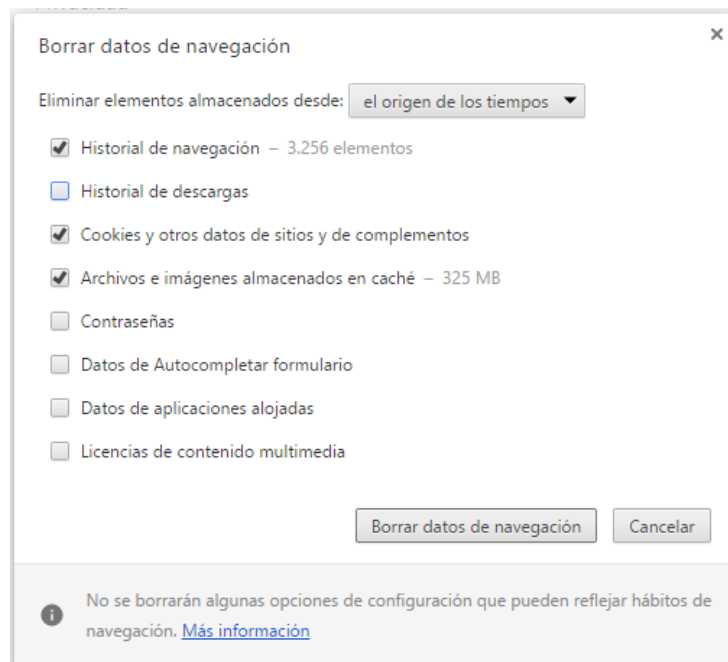 Borrar datos de navegación
Eliminar elementos almacenados desde: el origen de los tiempos
Historial de navegación – 3.256 elementos
Historial de descargas
Cookies y otros datos de sitios y de complementos
Archivos e imágenes almacenados en caché – 325 MB
Contraseñas
Datos de Autocompletar formulario
Datos de aplicaciones alojadas
Licencias de contenido multimedia
Borrar datos de navegación Cancelar
No se borrarán algunas opciones de configuración que pueden reflejar hábitos de
navegación. Más información